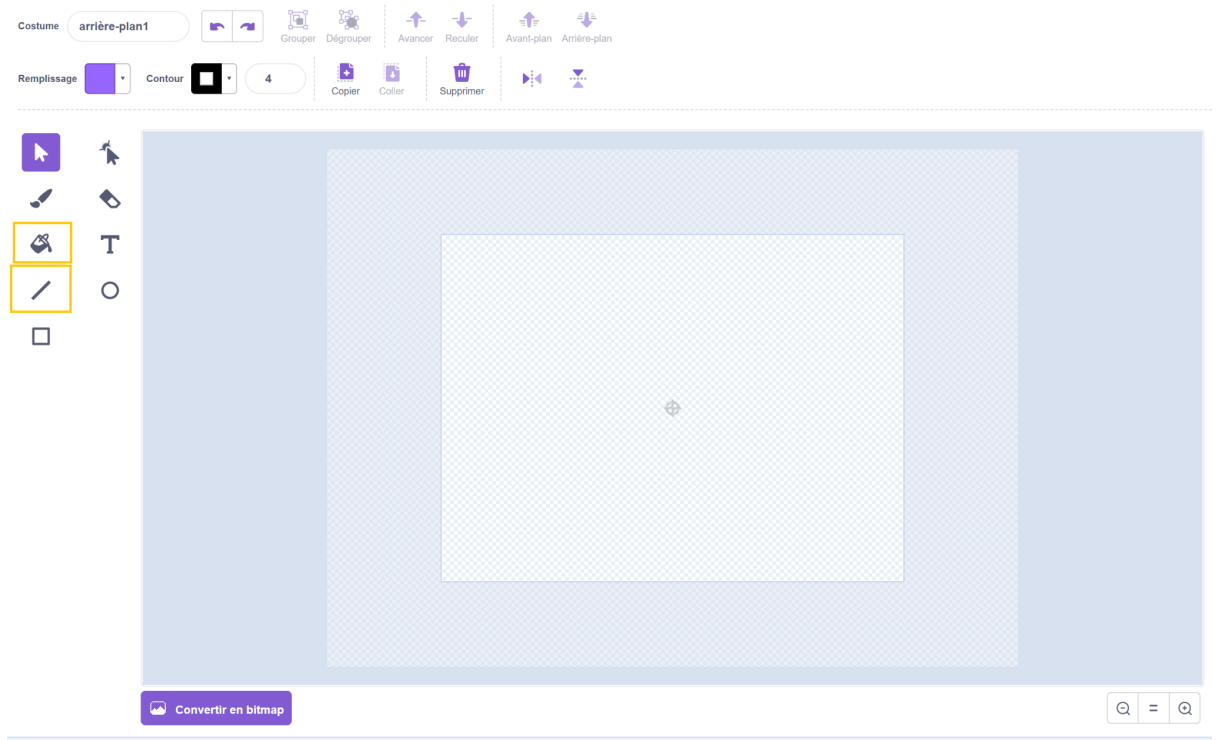 Costume arrière-plan1
Grouper Dégrouper Avancer Reculer Avant-plan Arrière-plan
Remplissage Contour 4
Copier Coller Supprimer
T
Convertir en bitmap